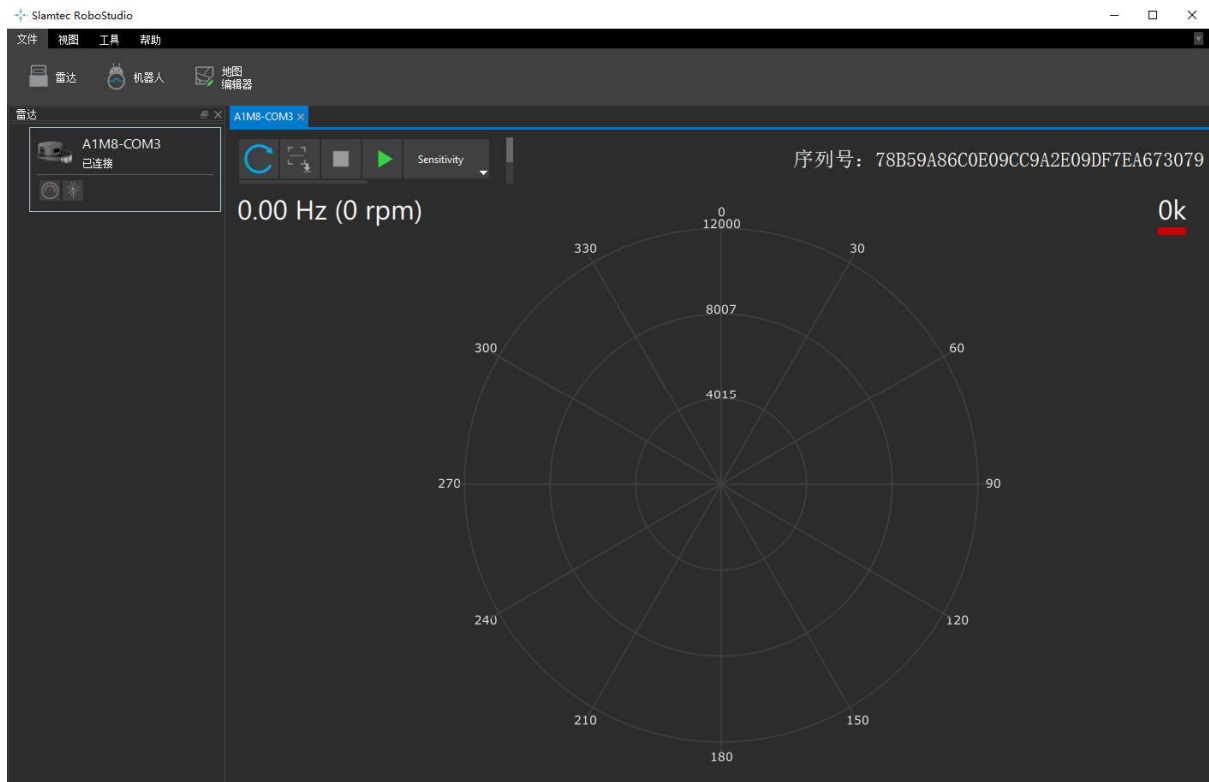 Slamtec RoboStudio
文件 视图 工具 帮助
雷达 机器人 地图
编辑器
雷达
A1M8-COM3
已连接
A1M8-COM3
Sensitivity
序列号: 78B59A86C0E09CC9A2E09DF7EA673079
0.00 Hz (0 rpm)
0k
0
12000
330
30
8007
300
60
4015
270
90
240
120
210
150
180